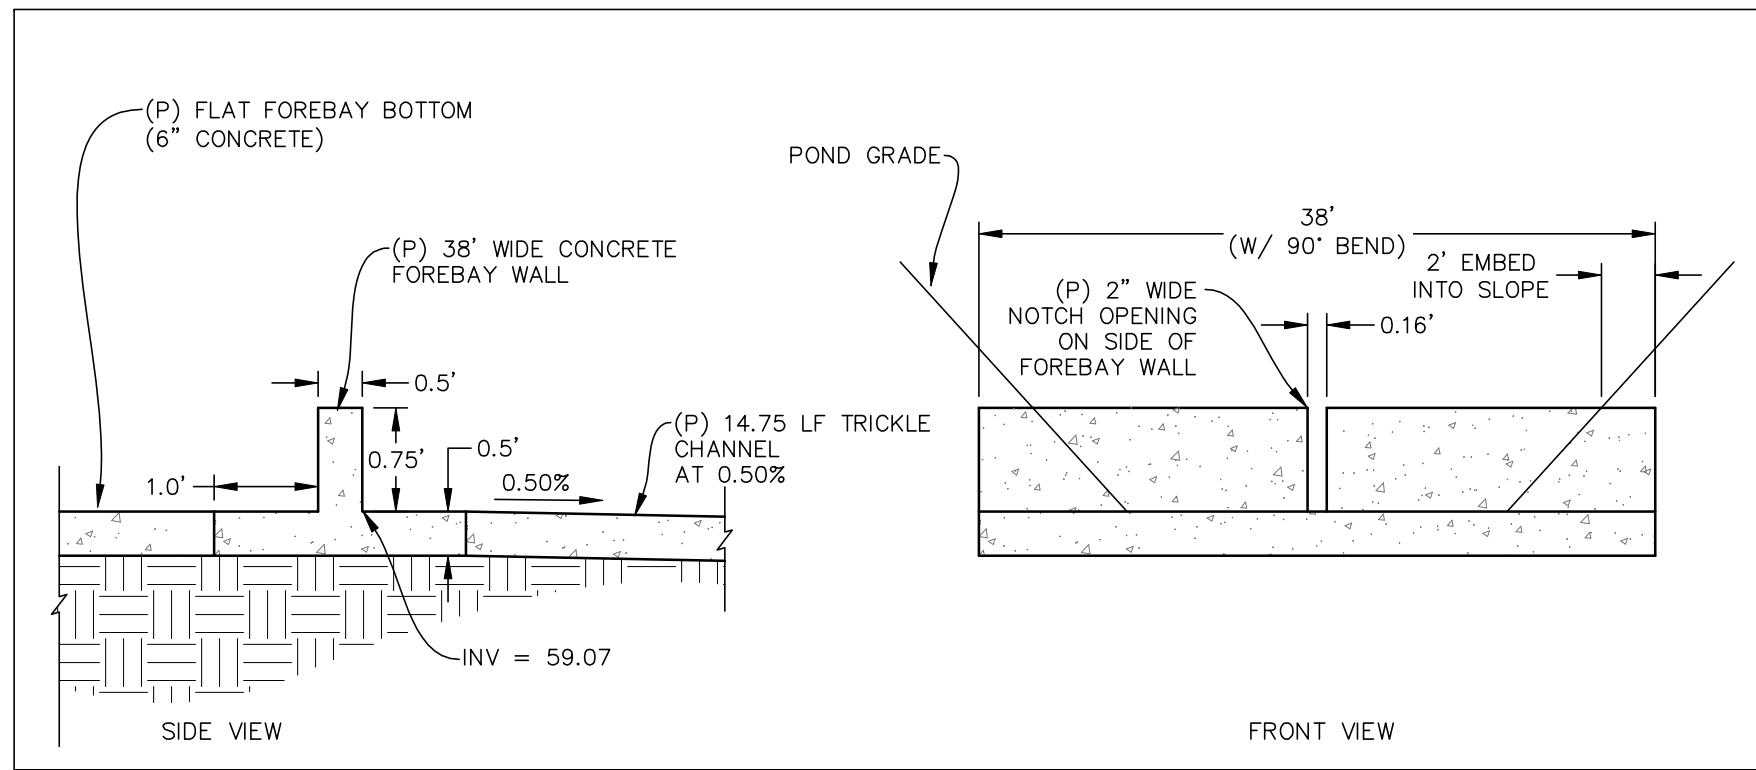 (P) FLAT FOREBAY BOTTOM
(6" CONCRETE)
(P) 38' WIDE CONCRETE
FOREBAY WALL
0.5'
0.75'
(P) 14.75 LF TRICKLE
CHANNEL
AT 0.50%
0.5'
1.0'
0.50%
INV = 59.07
SIDE VIEW
POND GRADE
38'
(W/ 90° BEND)
2' EMBED
INTO SLOPE
(P) 2" WIDE
NOTCH OPENING
ON SIDE OF
FOREBAY WALL
0.16'
FRONT VIEW